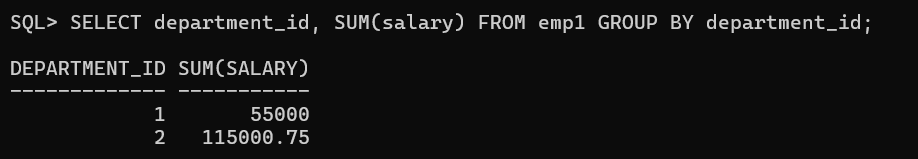 SQL> SELECT department_id, SUM(salary) FROM emp1 GROUP BY department_id;
DEPARTMENT_ID SUM(SALARY)
------------- -----------
            1       55000
            2   115000.75